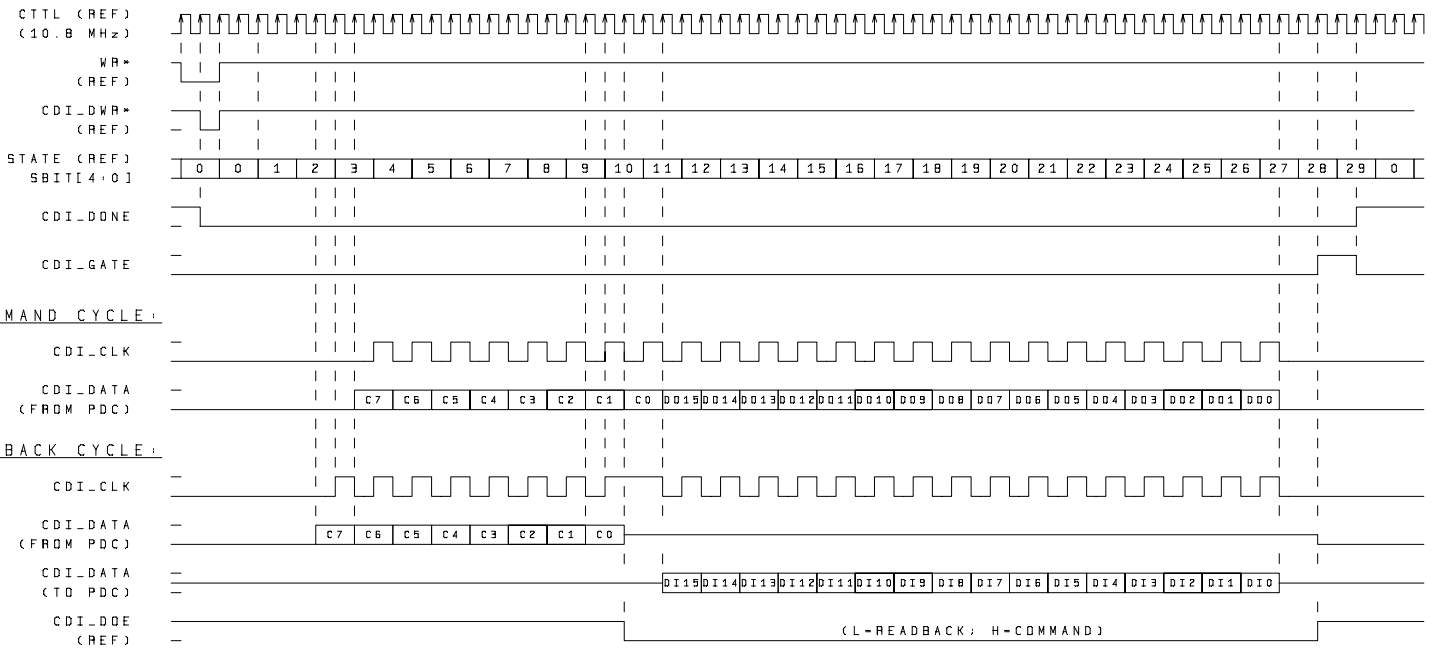 CTTL (REF)
(10.8 MHz)
WR*
(REF)
CDI_DWR*
(REF)
STATE (REF)
SBIT[4:0]
0 0 1 2 3 4 5 6 7 8 9 10 11 12 13 14 15 16 17 18 19 20 21 22 23 24 25 26 27 28 29 0
CDI_DONE
CDI_GATE
MAND CYCLE:
CDI_CLK
CDI_DATA
(FROM PDC)
C7 C6 C5 C4 C3 C2 C1 C0 DO15 DO14 DO13 DO12 DO11 DO10 DO9 DO8 DO7 DO6 DO5 DO4 DO3 DO2 DO1 DO0
BACK CYCLE:
CDI_CLK
CDI_DATA
(FROM PDC)
C7 C6 C5 C4 C3 C2 C1 C0
CDI_DATA
(TO PDC)
DI15 DI14 DI13 DI12 DI11 DI10 DI9 DI8 DI7 DI6 DI5 DI4 DI3 DI2 DI1 DI0
CDI_DOE
(REF)
(L=READBACK; H=COMMAND)